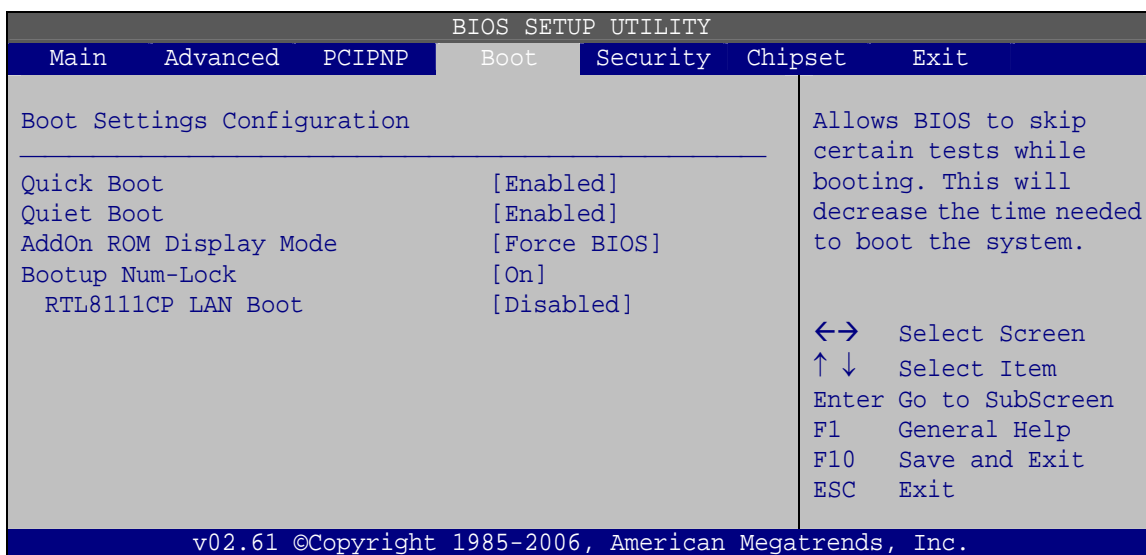 BIOS SETUP UTILITY
Main Advanced PCIPNP Boot Security Chipset Exit
Boot Settings Configuration
Quick Boot [Enabled]
Quiet Boot [Enabled]
AddOn ROM Display Mode [Force BIOS]
Bootup Num-Lock [On]
RTL8111CP LAN Boot [Disabled]
Allows BIOS to skip
certain tests while
booting. This will
decrease the time needed
to boot the system.
←→ Select Screen
↑ ↓ Select Item
Enter Go to SubScreen
F1 General Help
F10 Save and Exit
ESC Exit
v02.61 ©Copyright 1985-2006, American Megatrends, Inc.